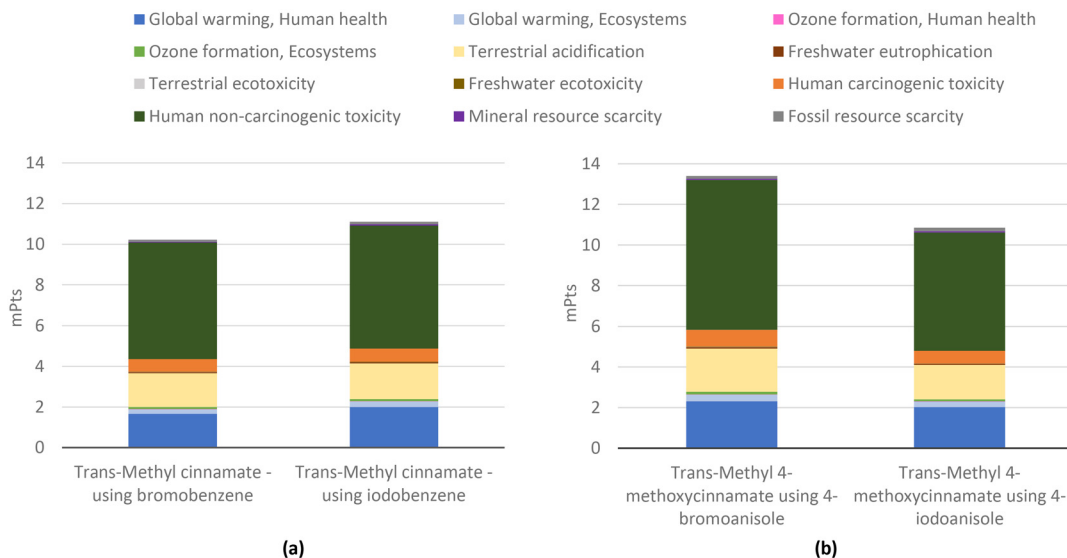 Global warming, Human health
Global warming, Ecosystems
Ozone formation, Human health
Ozone formation, Ecosystems
Terrestrial acidification
Freshwater eutrophication
Terrestrial ecotoxicity
Freshwater ecotoxicity
Human carcinogenic toxicity
Human non-carcinogenic toxicity
Mineral resource scarcity
Fossil resource scarcity
14
12
10
8
6
4
2
0
mPts
Trans-Methyl cinnamate -
using bromobenzene
Trans-Methyl cinnamate -
using iodobenzene
(a)
14
12
10
8
6
4
2
0
mPts
Trans-Methyl 4-
methoxycinnamate using 4-
bromoanisole
Trans-Methyl 4-
methoxycinnamate using 4-
iodoanisole
(b)